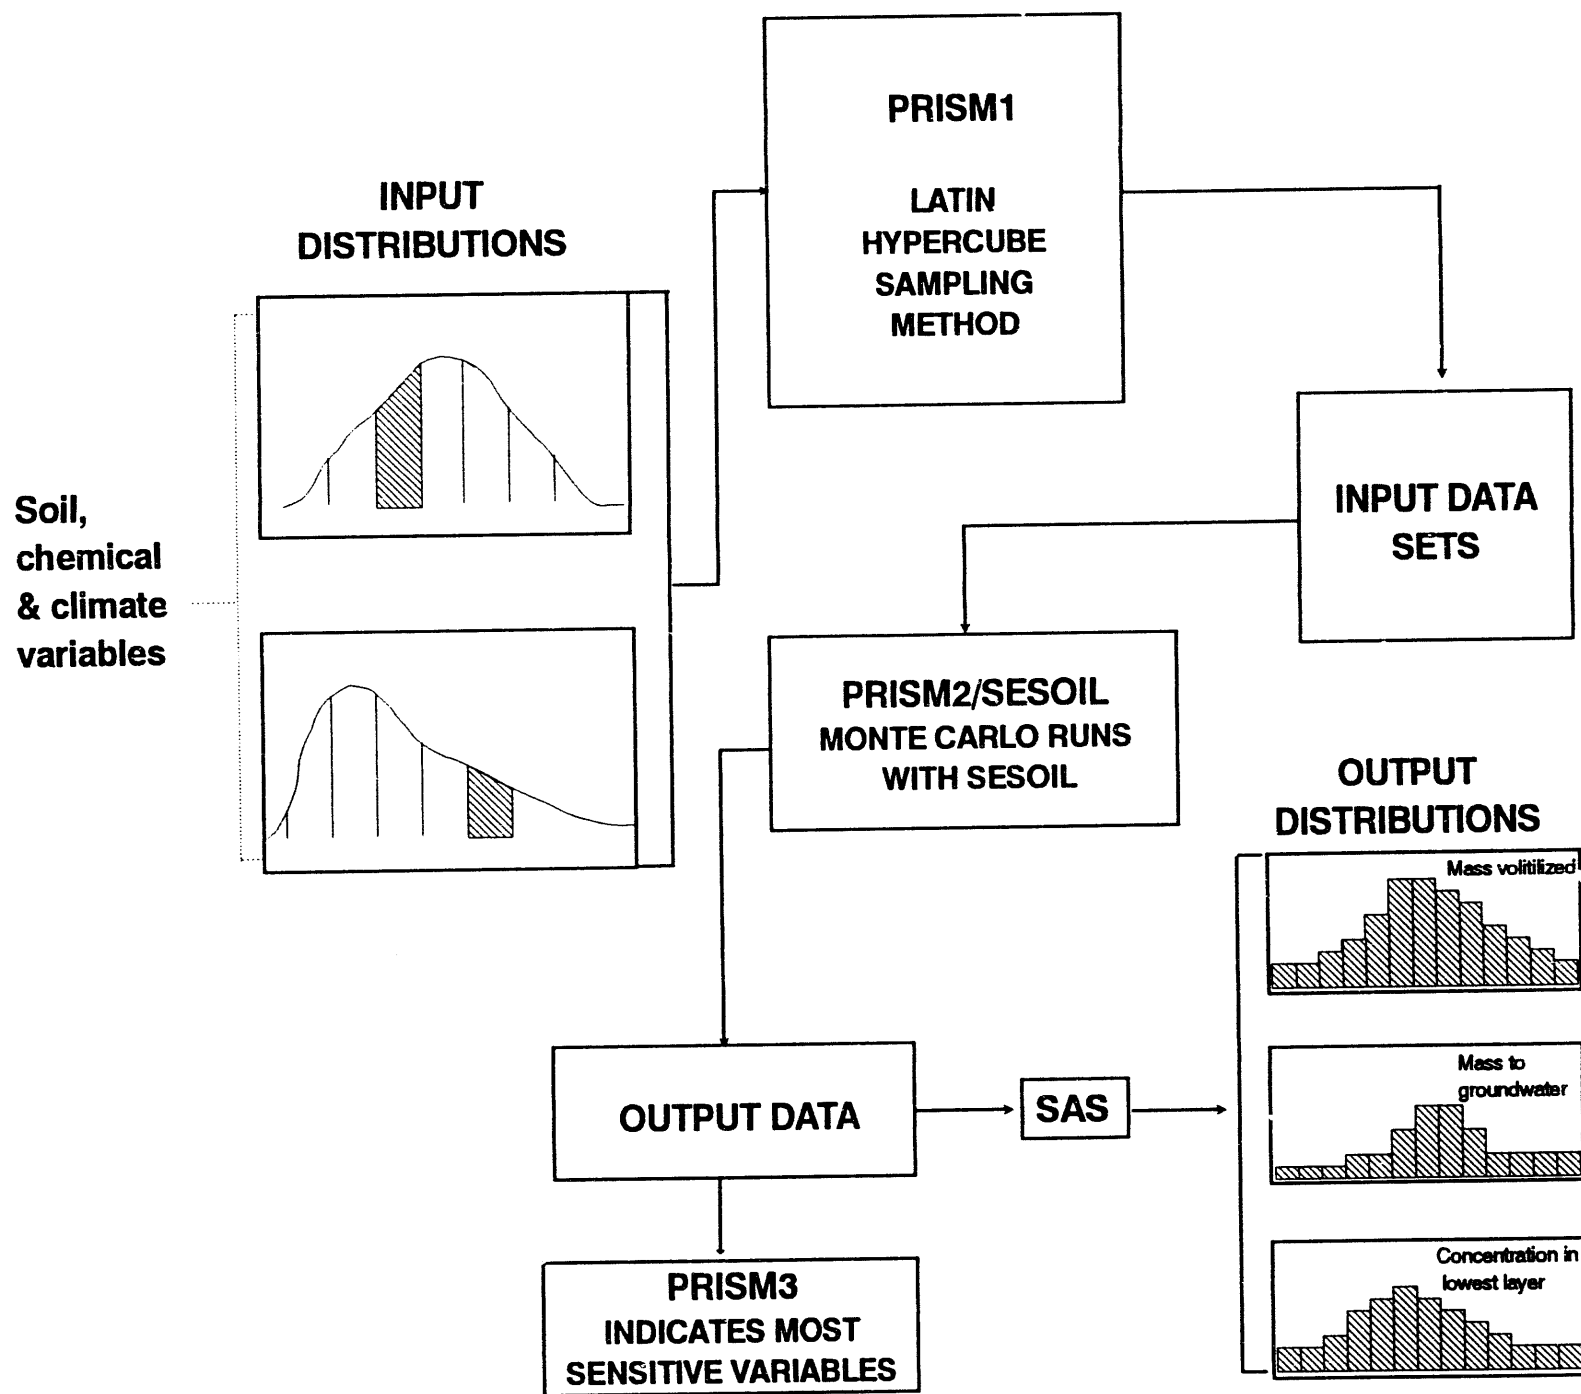 PRISM1
LATIN
HYPERCUBE
SAMPLING
METHOD
INPUT
DISTRIBUTIONS
Soil,
chemical
& climate
variables
INPUT DATA
SETS
PRISM2/SESOIL
MONTE CARLO RUNS
WITH SESOIL
OUTPUT
DISTRIBUTIONS
Mass volitilized
Mass to
groundwater
Concentration in
lowest layer
OUTPUT DATA
SAS
PRISM3
INDICATES MOST
SENSITIVE VARIABLES